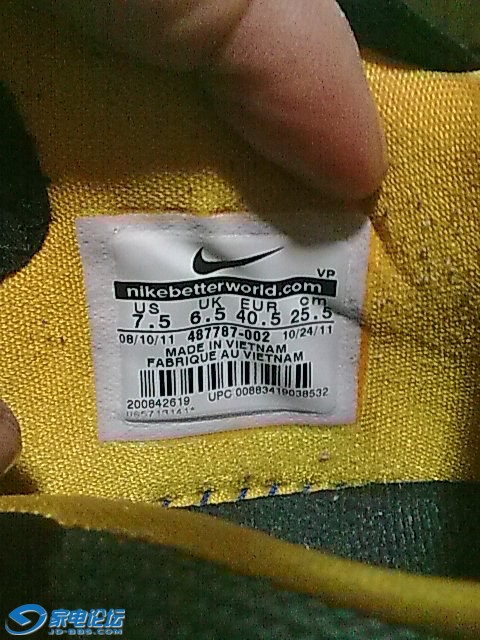 VP
nikebetterworld.com
US UK EUR cm
7.5 6.5 40.5 25.5
08/10/11 487787-002 10/24/11
MADE IN VIETNAM
FABRIQUE AU VIETNAM
200842619 UPC 00883419038532
家电论坛
JD-BBS.COM